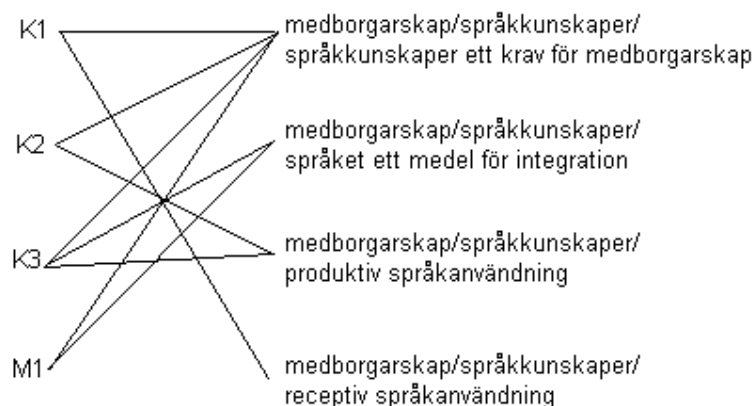 K1
medborgarskap/språkkunskaper/
språkkunskaper ett krav för medborgarskap
K2
medborgarskap/språkkunskaper/
språket ett medel för integration
K3
medborgarskap/språkkunskaper/
produktiv språkanvändning
M1
medborgarskap/språkkunskaper/
receptiv språkanvändning